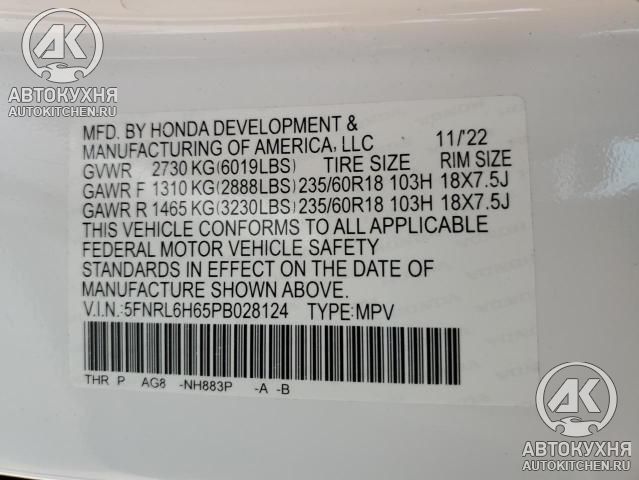 AK
АВТОКУХНЯ
AUTOKITCHEN.RU
MFD. BY HONDA DEVELOPMENT &
MANUFACTURING OF AMERICA, LLC 11/'22
GVWR 2730 KG(6019LBS) TIRE SIZE RIM SIZE
GAWR F 1310 KG(2888LBS) 235/60R18 103H 18X7.5J
GAWR R 1465 KG(3230LBS) 235/60R18 103H 18X7.5J
THIS VEHICLE CONFORMS TO ALL APPLICABLE
FEDERAL MOTOR VEHICLE SAFETY
STANDARDS IN EFFECT ON THE DATE OF
MANUFACTURE SHOWN ABOVE.
V.I.N.:5FNRL6H65PB028124 TYPE:MPV
THR P AG8 -NH883P -A -B
AK
АВТОКУХНЯ
AUTOKITCHEN.RU